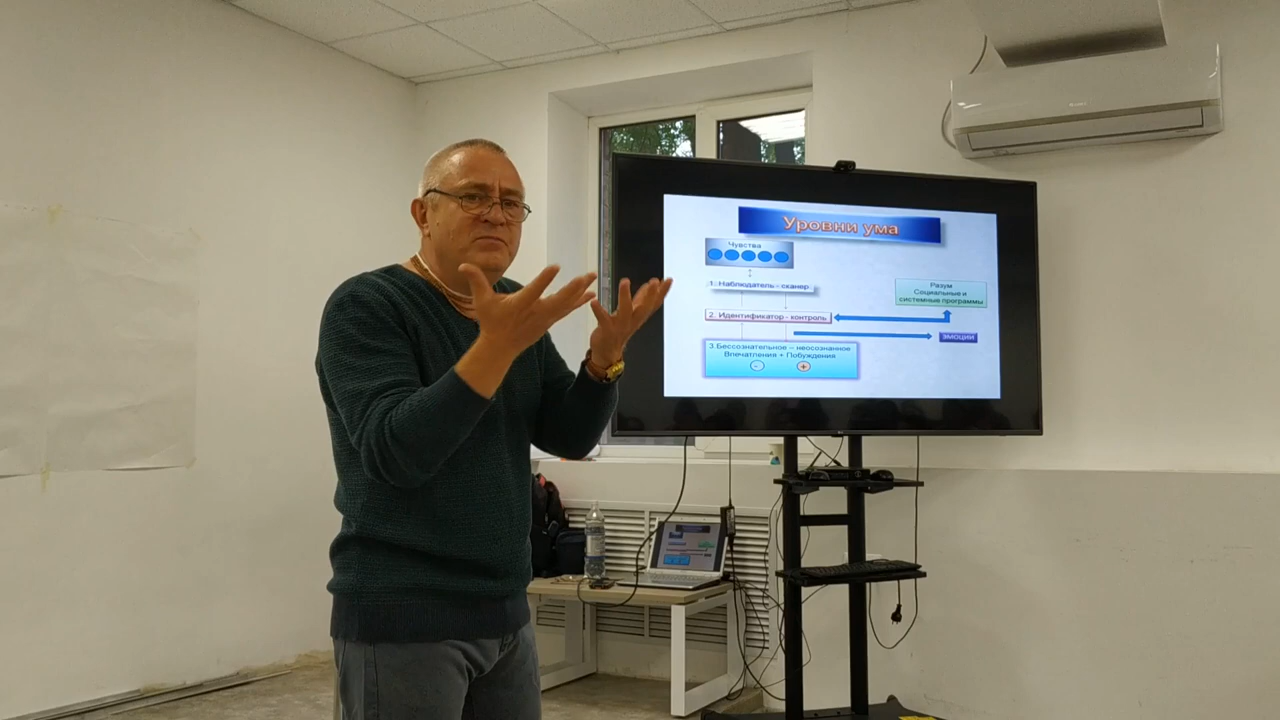 Уровни ума
Чувства
1. Наблюдатель - сканер
Разум
Социальные и
системные программы
2. Идентификатор - контроль
эмоции
3.Бессознательное – неосознанное
Впечатления + Побуждения
- +